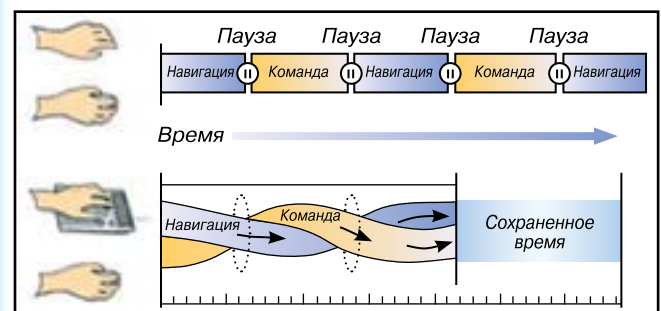 Пауза Пауза Пауза Пауза
Навигация Команда Навигация Команда Навигация
Время
Навигация Команда
Сохраненное
время